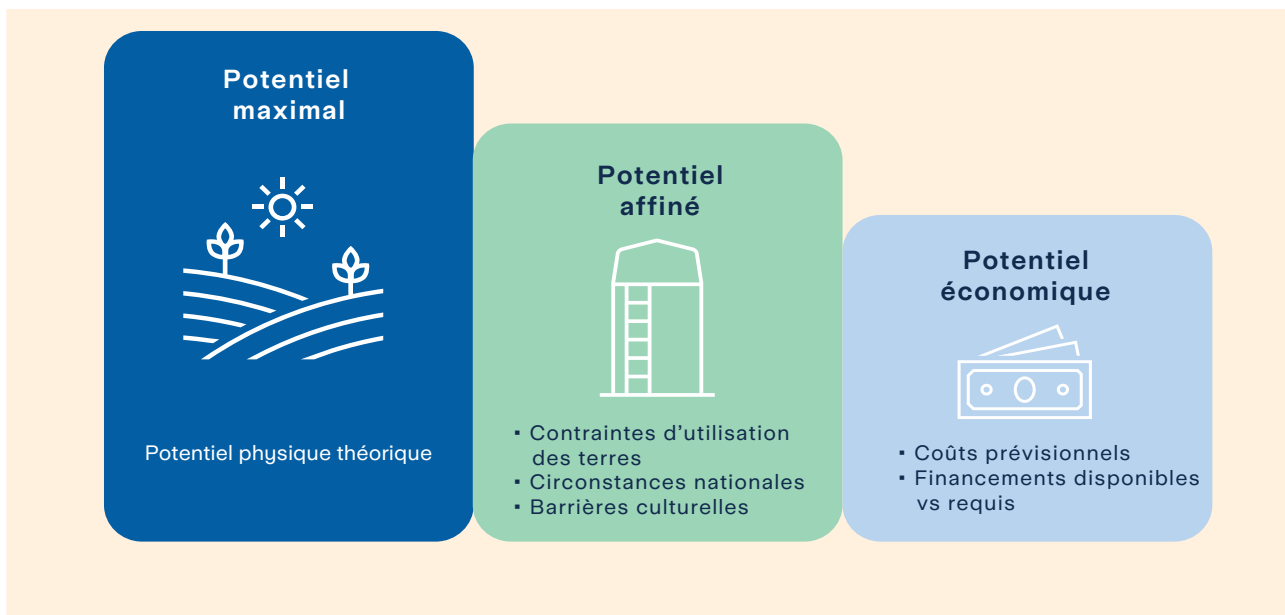 Potentiel
maximal
Potentiel physique théorique
Potentiel
affiné
▪ Contraintes d’utilisation
des terres
▪ Circonstances nationales
▪ Barrières culturelles
Potentiel
économique
▪ Coûts prévisionnels
▪ Financements disponibles
vs requis